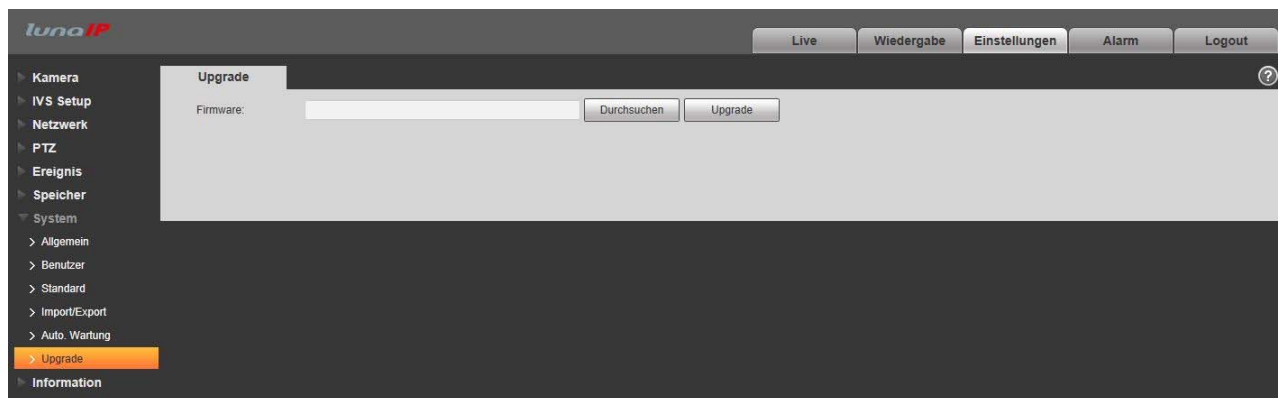 lunaIP
Live Wiedergabe Einstellungen Alarm Logout
Kamera
IVS Setup
Netzwerk
PTZ
Ereignis
Speicher
System
> Allgemein
> Benutzer
> Standard
> Import/Export
> Auto. Wartung
> Upgrade
Information
Upgrade
?
Firmware: Durchsuchen Upgrade